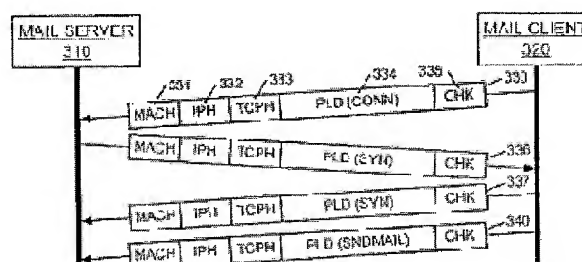 MAIL SERVER
310
MAIL CLIENT
320
331 332 333 334 335 330
MACH IPH TCPH PLD (CONN) CHK
336
MACH IPH TCPH PLD (SYN) CHK
337
MACH IPH TCPH PLD (SYN) CHK
340
MACH IPH TCPH PLD (SNDMAIL) CHK